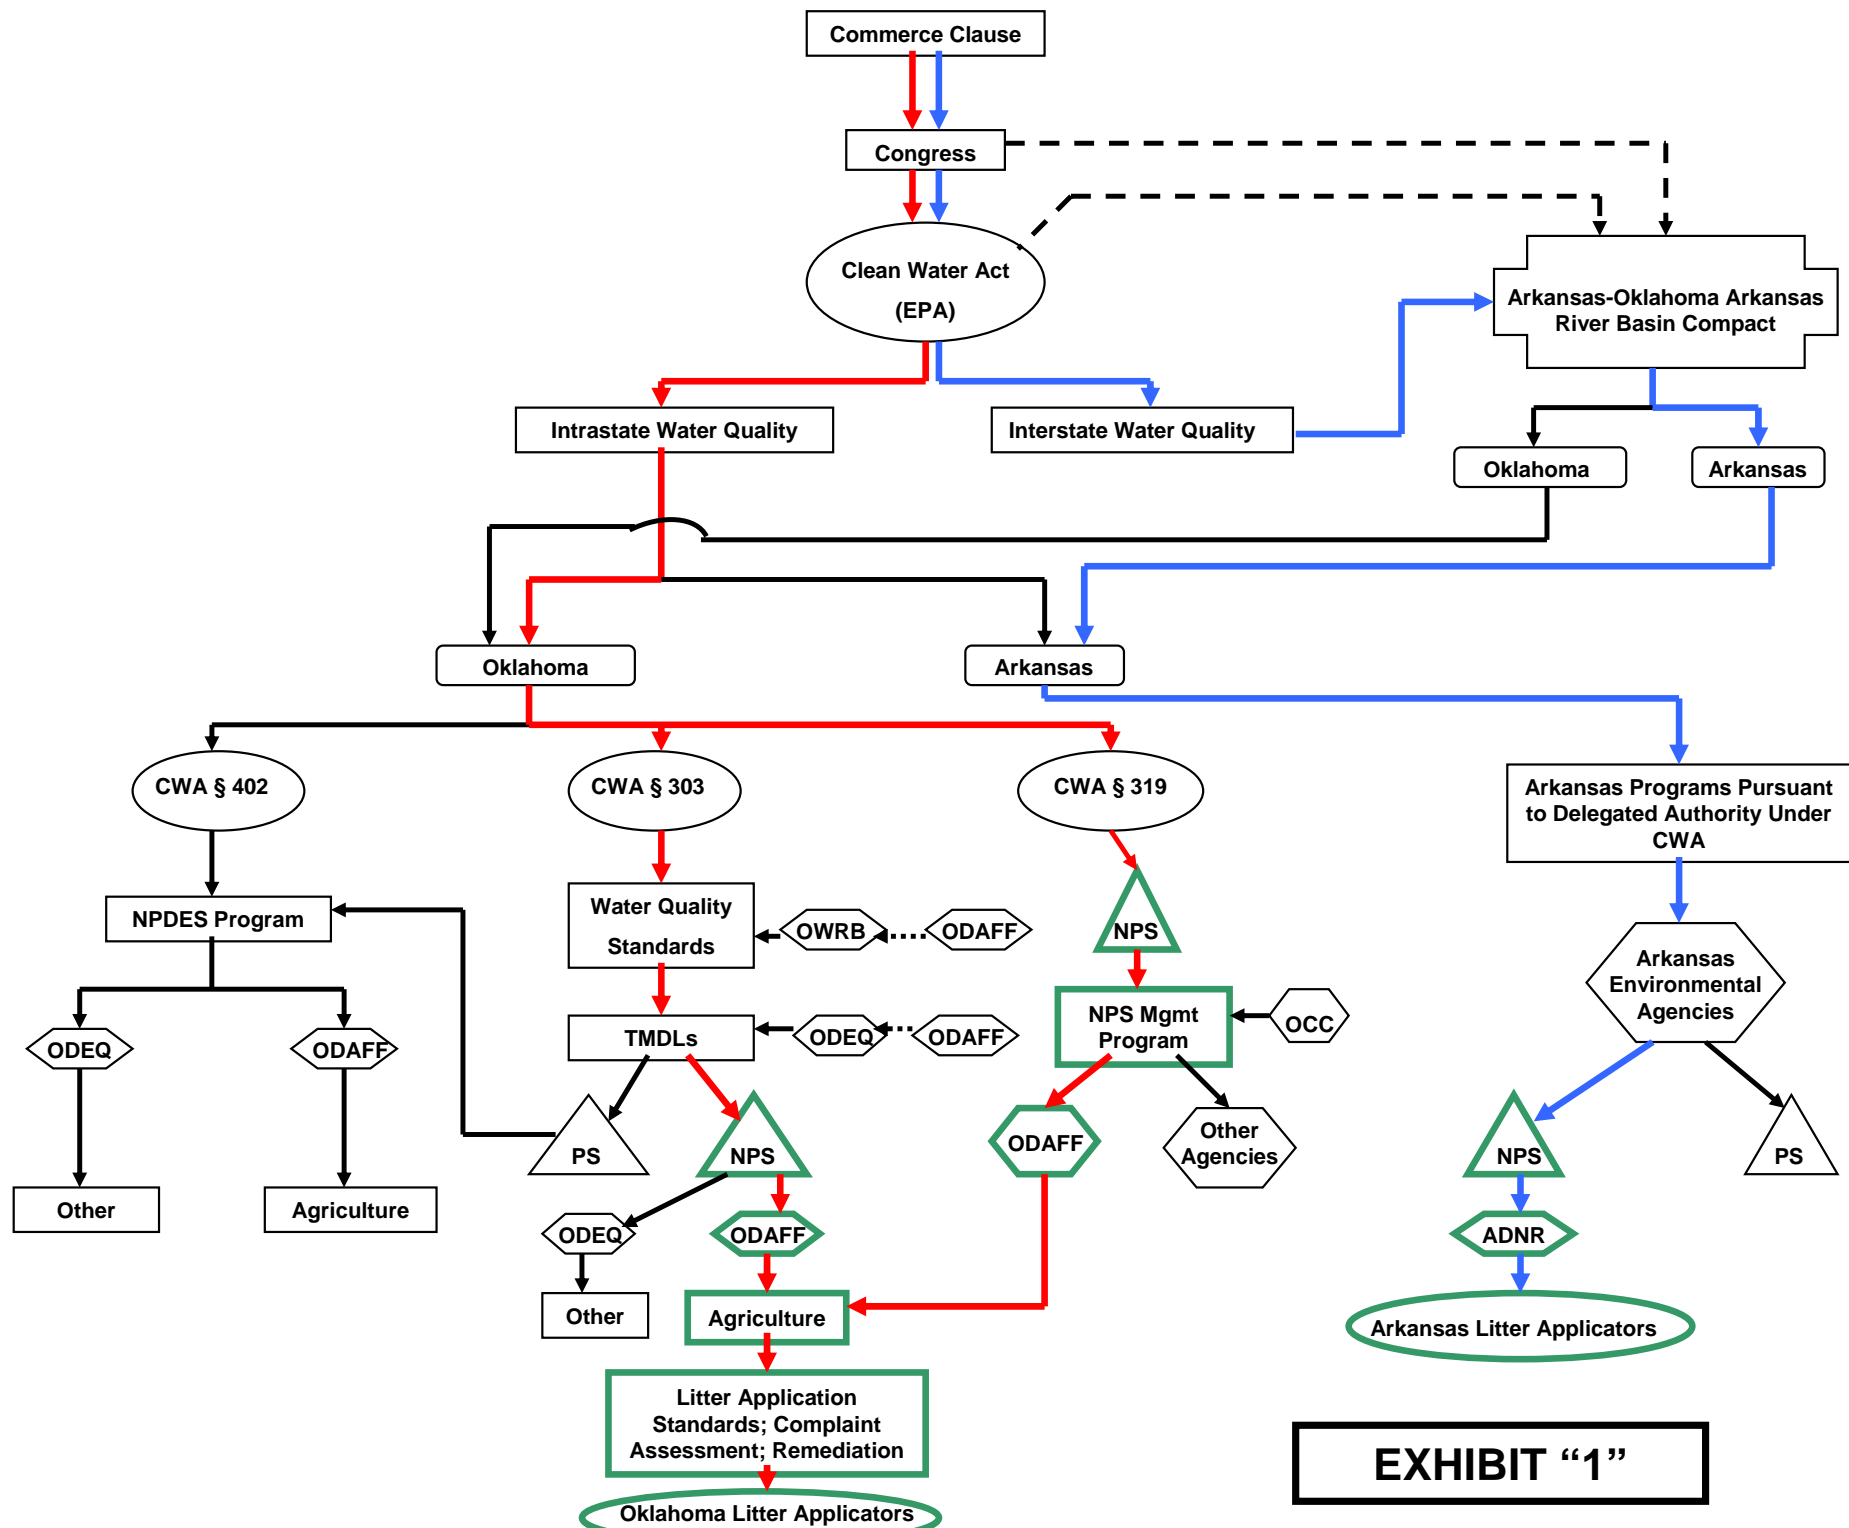 Commerce Clause
Congress
Clean Water Act
(EPA)
Arkansas-Oklahoma Arkansas
River Basin Compact
Intrastate Water Quality
Interstate Water Quality
Oklahoma
Arkansas
Oklahoma
Arkansas
CWA § 402
CWA § 303
CWA § 319
Arkansas Programs Pursuant
to Delegated Authority Under
CWA
NPDES Program
Water Quality
Standards
OWRB
ODAFF
NPS
Arkansas
Environmental
Agencies
ODEQ
ODAFF
TMDLs
ODEQ
ODAFF
NPS Mgmt
Program
OCC
PS
NPS
ODAFF
Other
Agencies
NPS
PS
Other
Agriculture
ODEQ
ODAFF
ADNR
Other
Agriculture
Arkansas Litter Applicators
Litter Application
Standards; Complaint
Assessment; Remediation
EXHIBIT “1”
Oklahoma Litter Applicators